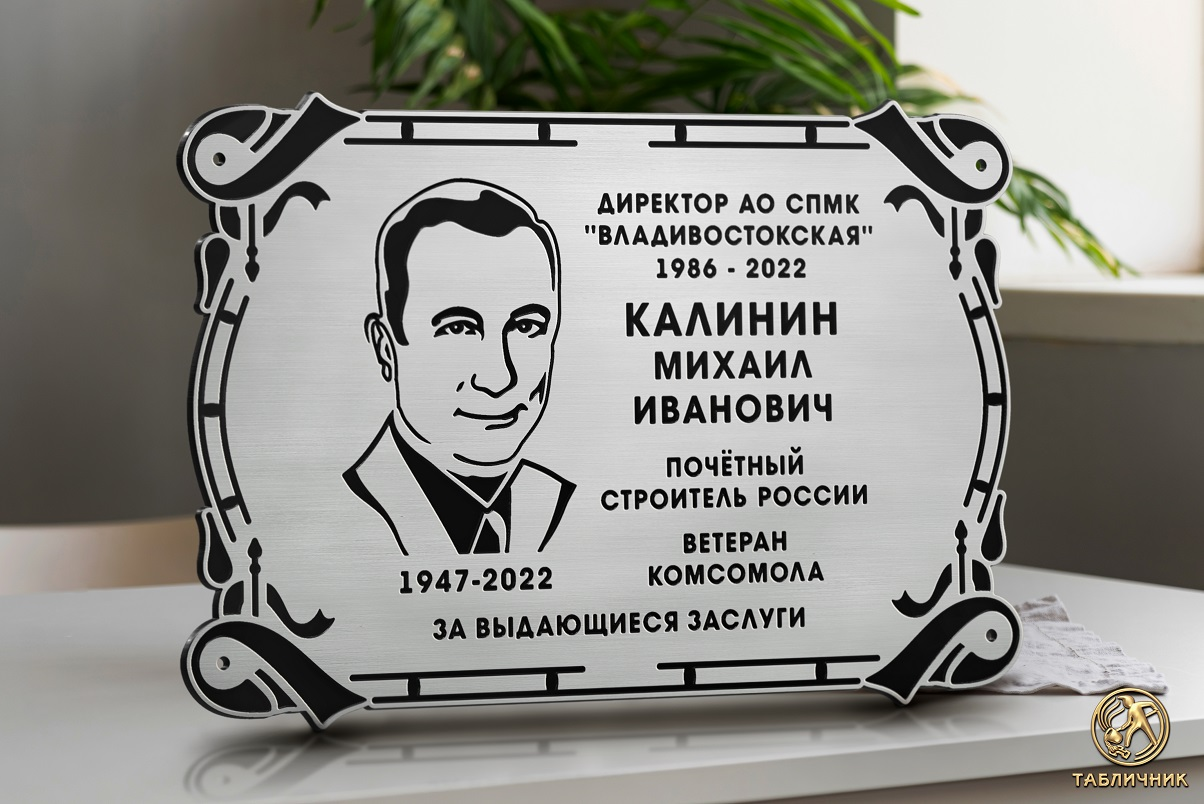 ДИРЕКТОР АО СПМК
"ВЛАДИВОСТОКСКАЯ"
1986 - 2022
КАЛИНИН
МИХАИЛ
ИВАНОВИЧ
ПОЧЁТНЫЙ
СТРОИТЕЛЬ РОССИИ
ВЕТЕРАН
КОМСОМОЛА
1947-2022
ЗА ВЫДАЮЩИЕСЯ ЗАСЛУГИ
ТАБЛИЧНИК